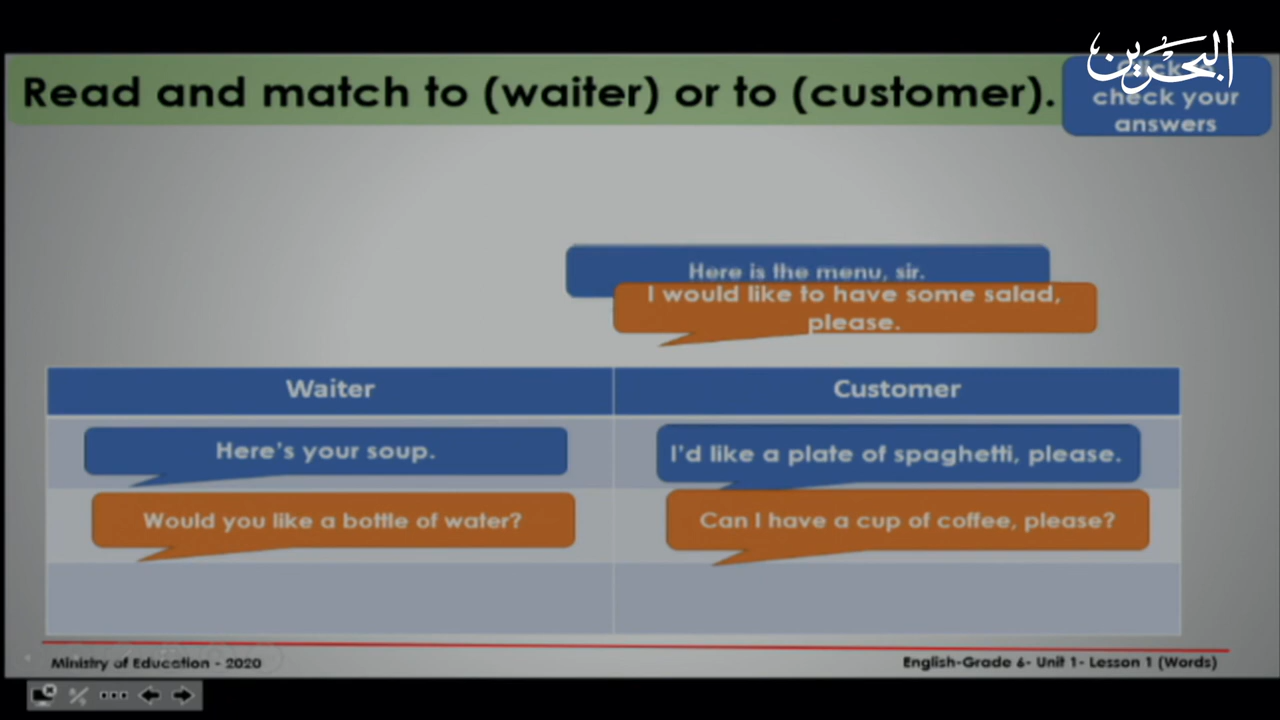 البحرين
Read and match to (waiter) or to (customer).
check your
answers
Here is the menu, sir.
I would like to have some salad,
please.
Waiter
Customer
Here's your soup.
I'd like a plate of spaghetti, please.
Would you like a bottle of water?
Can I have a cup of coffee, please?
Ministry of Education - 2020
English-Grade 6- Unit 1- Lesson 1 (Words)